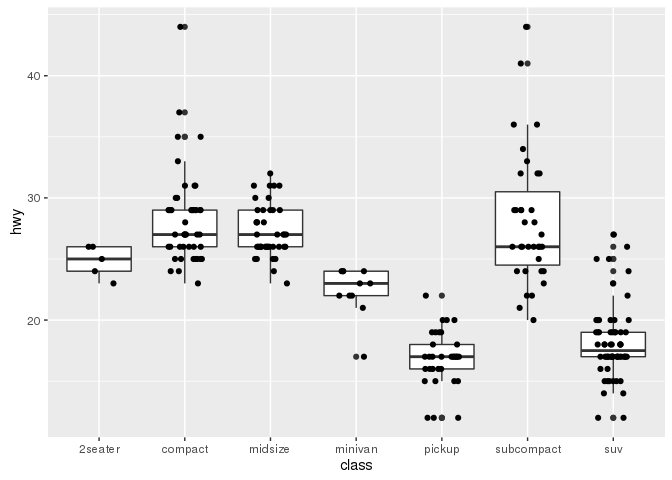 40
30
20
hwy
2seater compact midsize minivan pickup subcompact suv
class